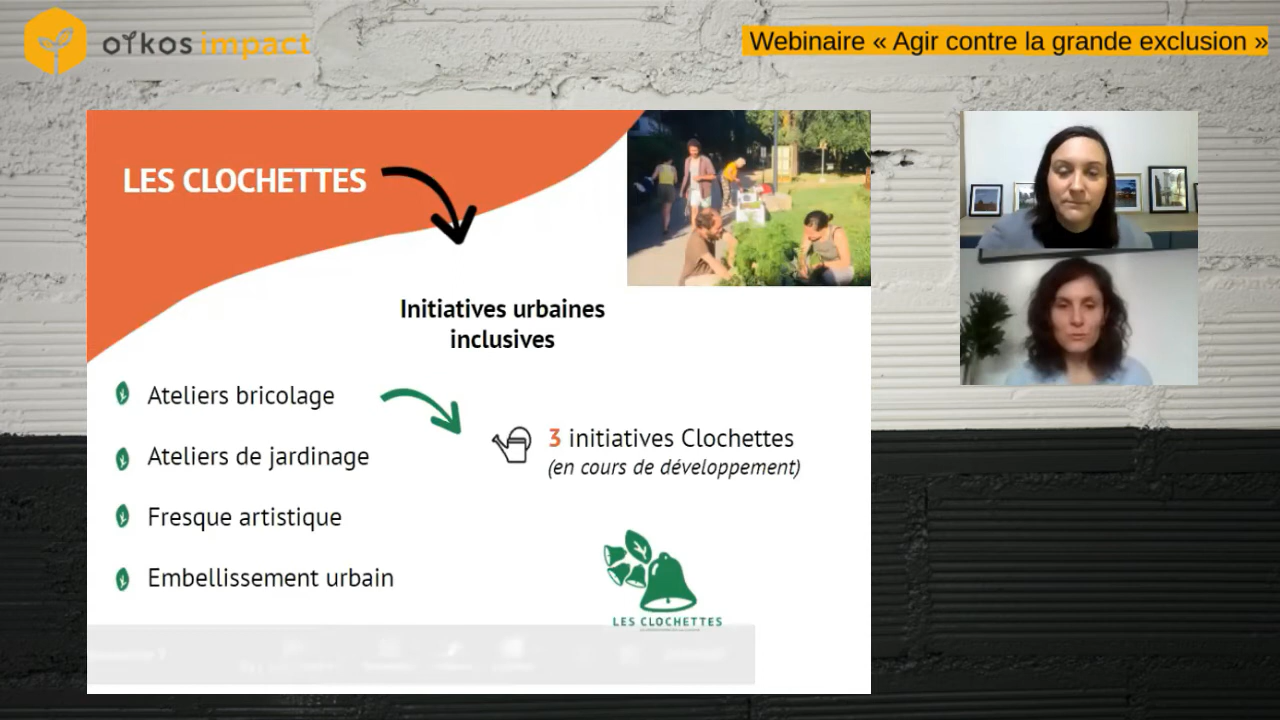 oïkos impact
Webinaire « Agir contre la grande exclusion »
LES CLOCHETTES
Initiatives urbaines
inclusives
Ateliers bricolage
Ateliers de jardinage
Fresque artistique
Embellissement urbain
3 initiatives Clochettes
(en cours de développement)
LES CLOCHETTES